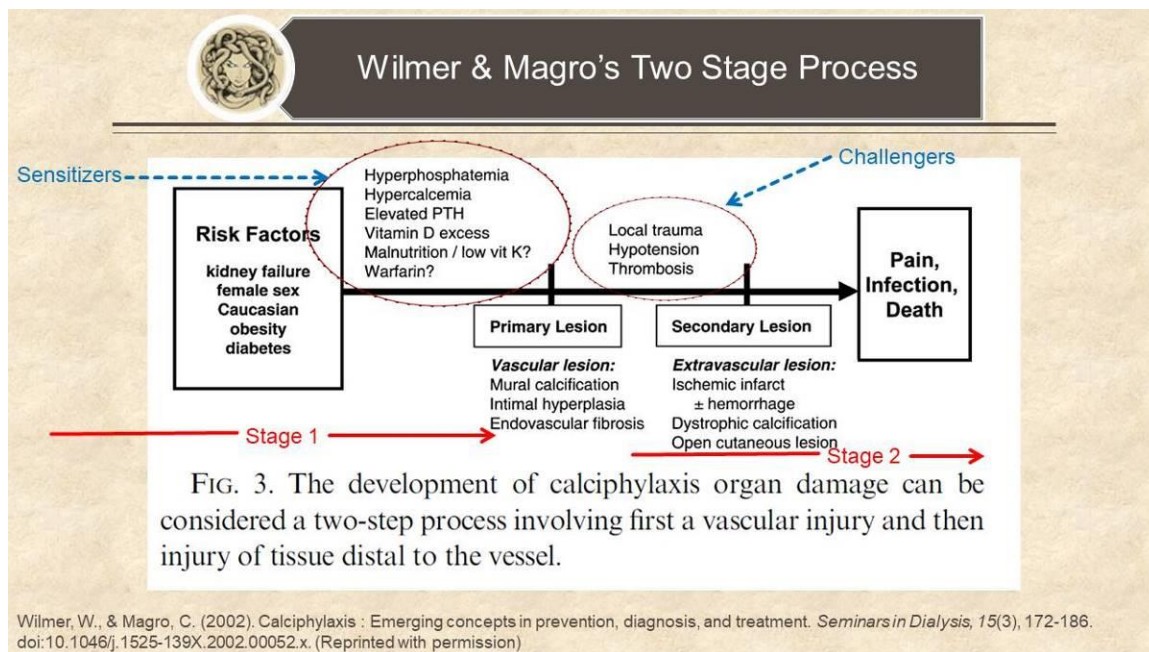 Wilmer & Magro's Two Stage Process
Sensitizers
Challengers
Hyperphosphatemia
Hypercalcemia
Elevated PTH
Vitamin D excess
Malnutrition / low vit K?
Warfarin?
Local trauma
Hypotension
Thrombosis
Risk Factors
kidney failure
female sex
Caucasian
obesity
diabetes
Pain,
Infection,
Death
Primary Lesion
Vascular lesion:
Mural calcification
Intimal hyperplasia
Endovascular fibrosis
Secondary Lesion
Extravascular lesion:
Ischemic infarct
± hemorrhage
Dystrophic calcification
Open cutaneous lesion
Stage 1
Stage 2
FIG. 3. The development of calciphylaxis organ damage can be
considered a two-step process involving first a vascular injury and then
injury of tissue distal to the vessel.
Wilmer, W., & Magro, C. (2002). Calciphylaxis : Emerging concepts in prevention, diagnosis, and treatment. Seminars in Dialysis, 15(3), 172-186.
doi:10.1046/j.1525-139X.2002.00052.x. (Reprinted with permission)